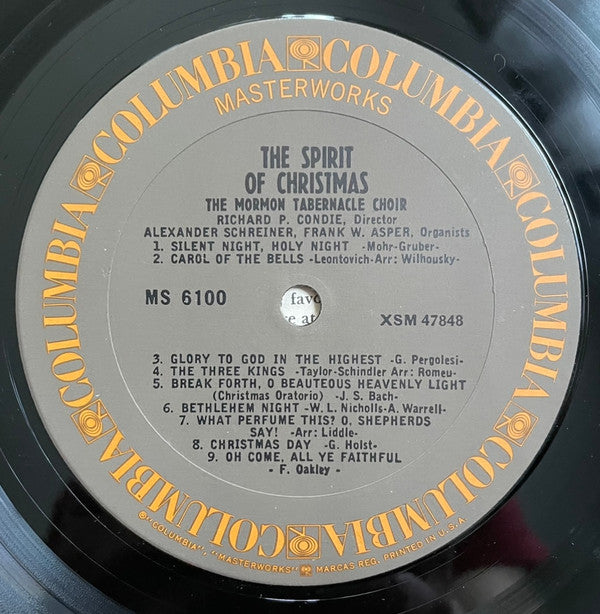 COLUMBIA COLUMBIA COLUMBIA COLUMBIA COLUMBIA COLUMBIA COLUMBIA COLUMBIA
MASTERWORKS
THE SPIRIT
OF CHRISTMAS
THE MORMON TABERNACLE CHOIR
RICHARD P. CONDIE, Director
ALEXANDER SCHREINER, FRANK W. ASPER, Organists
1. SILENT NIGHT, HOLY NIGHT -Mohr-Gruber-
2. CAROL OF THE BELLS -Leontovich-Arr: Wilhousky-
MS 6100
XSM 47848
3. GLORY TO GOD IN THE HIGHEST -G. Pergolesi-
4. THE THREE KINGS -Taylor-Schindler Arr: Romeu-
5. BREAK FORTH, O BEAUTEOUS HEAVENLY LIGHT
(Christmas Oratorio) -J. S. Bach-
6. BETHLEHEM NIGHT -W. L. Nicholls-A. Warrell-
7. WHAT PERFUME THIS? O, SHEPHERDS
SAY! -Arr: Liddle-
8. CHRISTMAS DAY -G. Holst-
9. OH COME, ALL YE FAITHFUL
- F. Oakley -
® "COLUMBIA", "MASTERWORKS" MARCAS REG. PRINTED IN U.S.A.